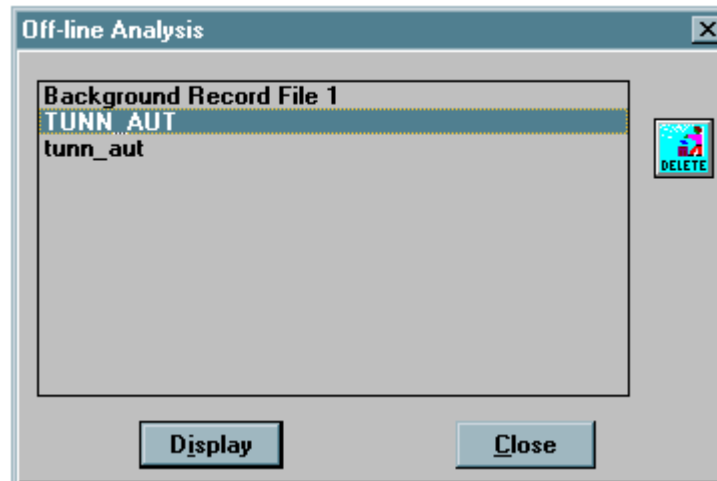 Off-line Analysis
Background Record File 1
TUNN_AUT
tunn_aut
DELETE
Display
Close